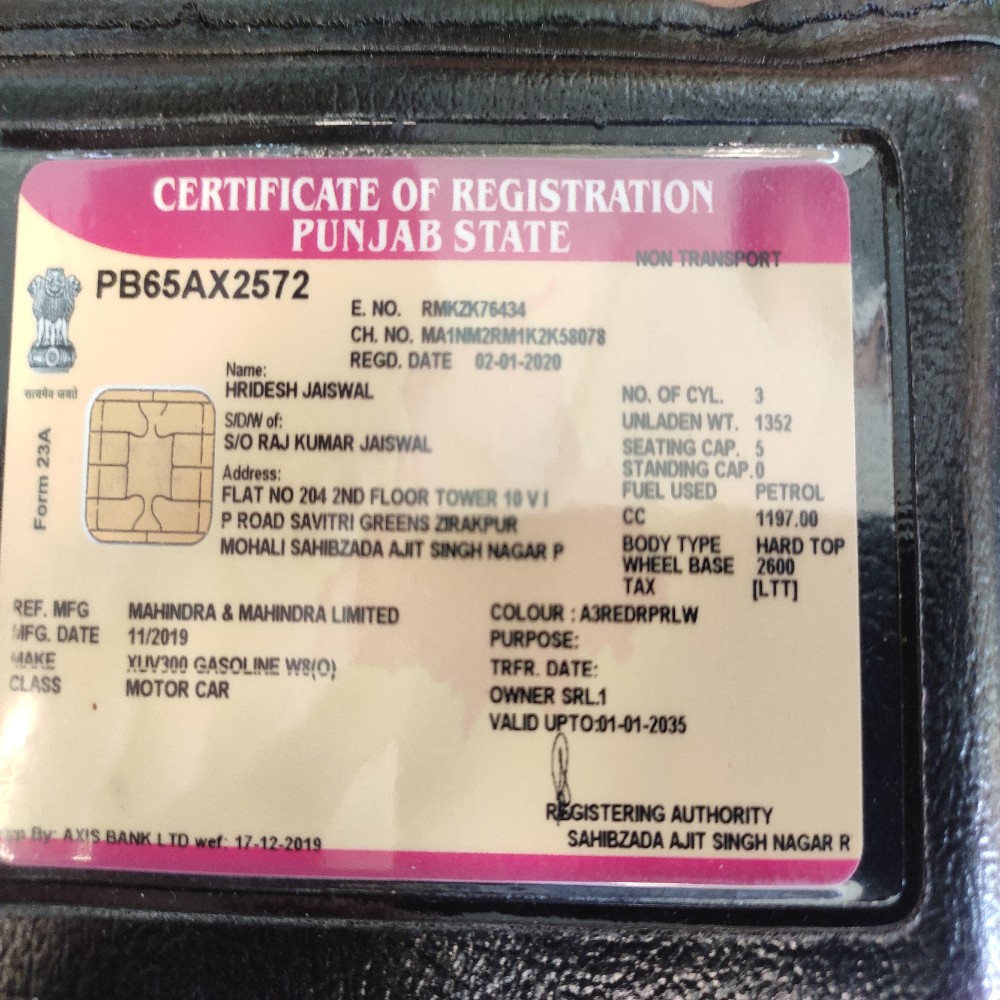 CERTIFICATE OF REGISTRATION
PUNJAB STATE
NON TRANSPORT
PB65AX2572
E. NO. RMKZK76434
CH. NO. MA1NM2RM1K2K58078
REGD. DATE 02-01-2020
सत्यमेव जयते
Form 23A
Name:
HRIDESH JAISWAL
S/D/W of:
S/O RAJ KUMAR JAISWAL
Address:
FLAT NO 204 2ND FLOOR TOWER 10 V I
P ROAD SAVITRI GREENS ZIRAKPUR
MOHALI SAHIBZADA AJIT SINGH NAGAR P
NO. OF CYL. 3
UNLADEN WT. 1352
SEATING CAP. 5
STANDING CAP.0
FUEL USED PETROL
CC 1197.00
BODY TYPE HARD TOP
WHEEL BASE 2600
TAX [LTT]
REF. MFG MAHINDRA & MAHINDRA LIMITED
MFG. DATE 11/2019
MAKE XUV300 GASOLINE W8(O)
CLASS MOTOR CAR
COLOUR : A3REDRPRLW
PURPOSE:
TRFR. DATE:
OWNER SRL.1
VALID UPTO:01-01-2035
REGISTERING AUTHORITY
SAHIBZADA AJIT SINGH NAGAR R
By: AXIS BANK LTD wef: 17-12-2019